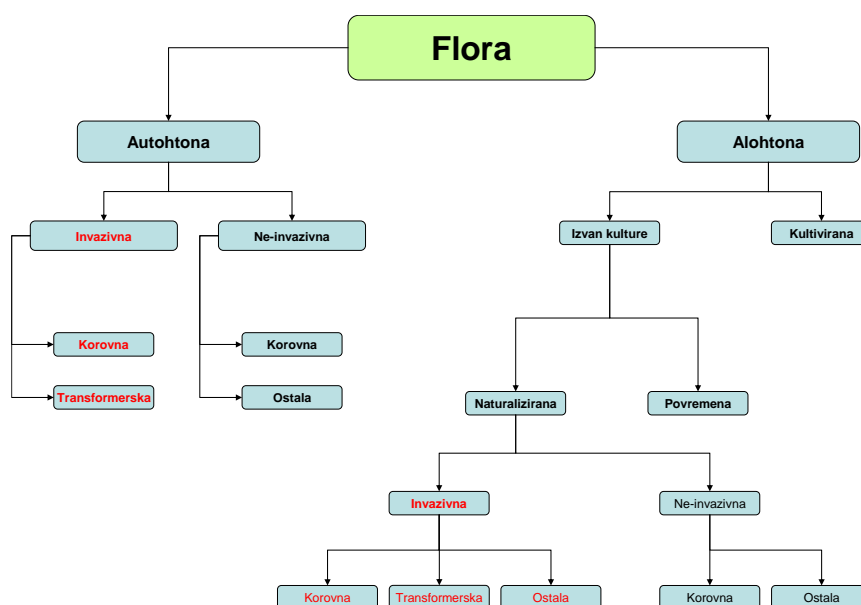 Flora
Autohtona
Alohtona
Invazivna
Ne-invazivna
Izvan kulture
Kultivirana
Korovna
Korovna
Transformerska
Ostala
Naturalizirana
Povremena
Invazivna
Ne-invazivna
Korovna
Transformerska
Ostala
Korovna
Ostala